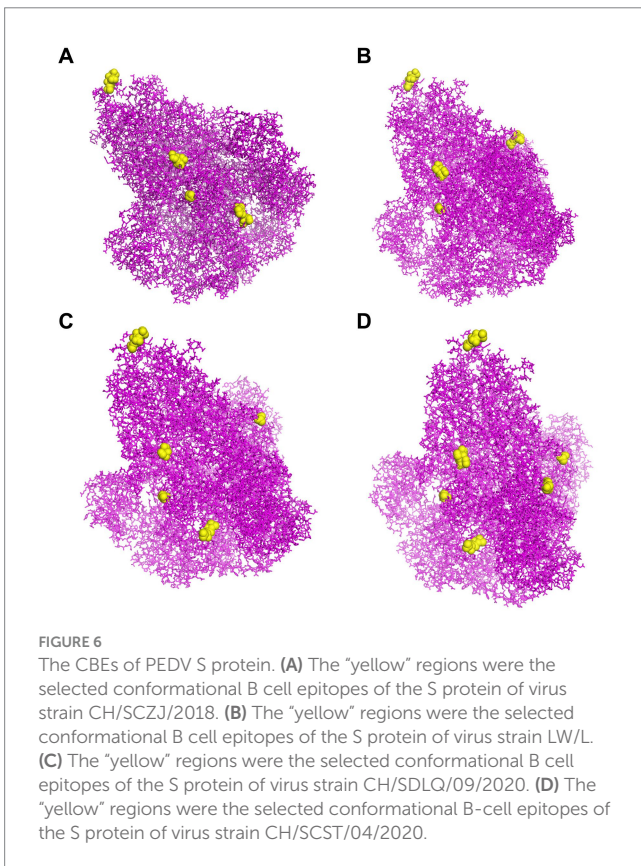 A
B
C
D
FIGURE 6
The CBEs of PEDV S protein. (A) The “yellow” regions were the
selected conformational B cell epitopes of the S protein of virus
strain CH/SCZJ/2018. (B) The “yellow” regions were the selected
conformational B cell epitopes of the S protein of virus strain LW/L.
(C) The “yellow” regions were the selected conformational B cell
epitopes of the S protein of virus strain CH/SDLQ/09/2020. (D) The
“yellow” regions were the selected conformational B-cell epitopes of
the S protein of virus strain CH/SCST/04/2020.